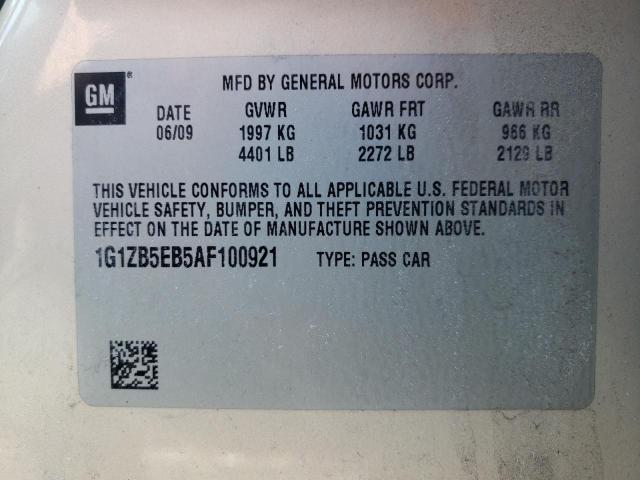 GM
®
MFD BY GENERAL MOTORS CORP.
DATE GVWR GAWR FRT GAWR RR
06/09 1997 KG 1031 KG 966 KG
4401 LB 2272 LB 2129 LB
THIS VEHICLE CONFORMS TO ALL APPLICABLE U.S. FEDERAL MOTOR
VEHICLE SAFETY, BUMPER, AND THEFT PREVENTION STANDARDS IN
EFFECT ON THE DATE OF MANUFACTURE SHOWN ABOVE.
1G1ZB5EB5AF100921 TYPE: PASS CAR